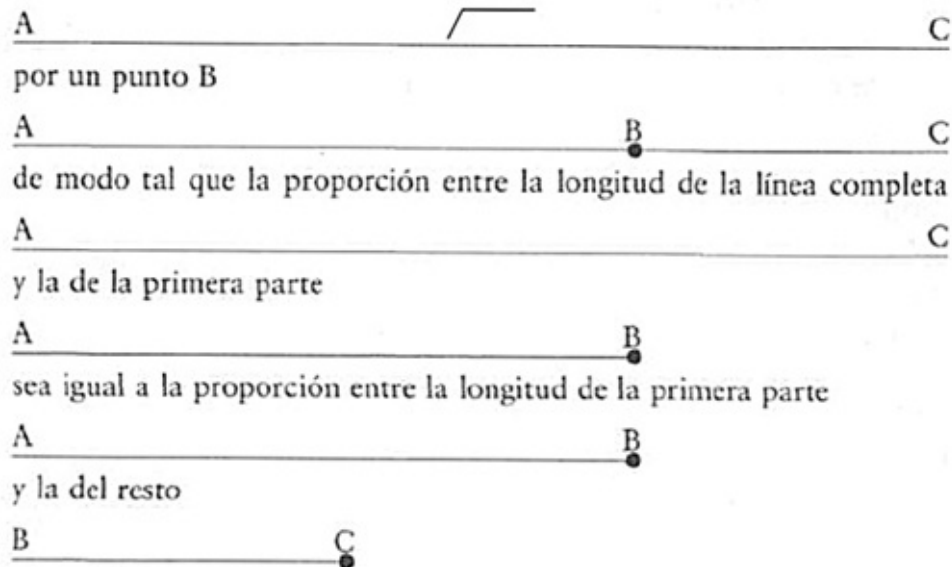 A C
por un punto B
A B C
de modo tal que la proporción entre la longitud de la línea completa
A C
y la de la primera parte
A B
sea igual a la proporción entre la longitud de la primera parte
A B
y la del resto
B C